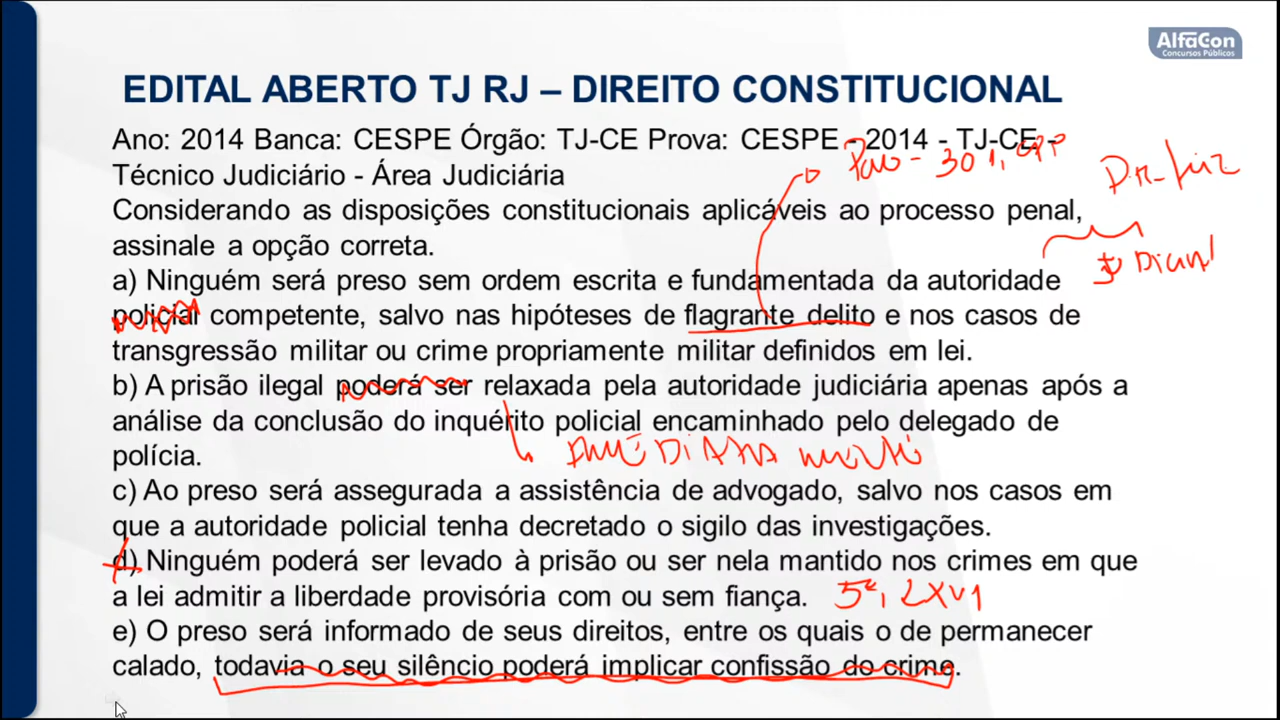 AlfaCon
Concursos Públicos
EDITAL ABERTO TJ RJ – DIREITO CONSTITUCIONAL
Ano: 2014 Banca: CESPE Órgão: TJ-CE Prova: CESPE - 2014 - TJ-CE -
Técnico Judiciário - Área Judiciária
Considerando as disposições constitucionais aplicáveis ao processo penal,
assinale a opção correta.
a) Ninguém será preso sem ordem escrita e fundamentada da autoridade
policial competente, salvo nas hipóteses de flagrante delito e nos casos de
transgressão militar ou crime propriamente militar definidos em lei.
b) A prisão ilegal poderá ser relaxada pela autoridade judiciária apenas após a
análise da conclusão do inquérito policial encaminhado pelo delegado de
polícia.
c) Ao preso será assegurada a assistência de advogado, salvo nos casos em
que a autoridade policial tenha decretado o sigilo das investigações.
d) Ninguém poderá ser levado à prisão ou ser nela mantido nos crimes em que
a lei admitir a liberdade provisória com ou sem fiança. 5º, LXVI
e) O preso será informado de seus direitos, entre os quais o de permanecer
calado, todavia o seu silêncio poderá implicar confissão do crime.